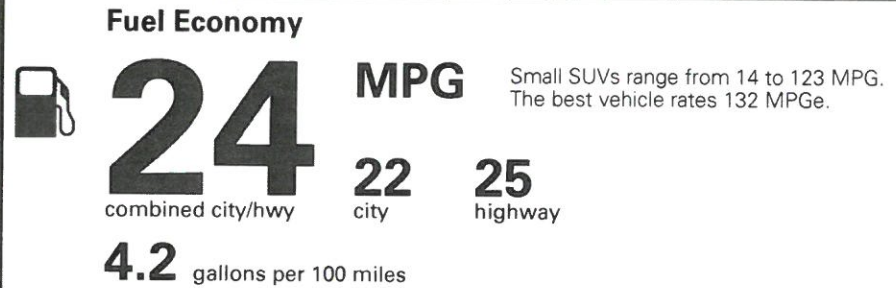 Fuel Economy
24 MPG
Small SUVs range from 14 to 123 MPG.
The best vehicle rates 132 MPGe.
combined city/hwy
22
city
25
highway
4.2 gallons per 100 miles